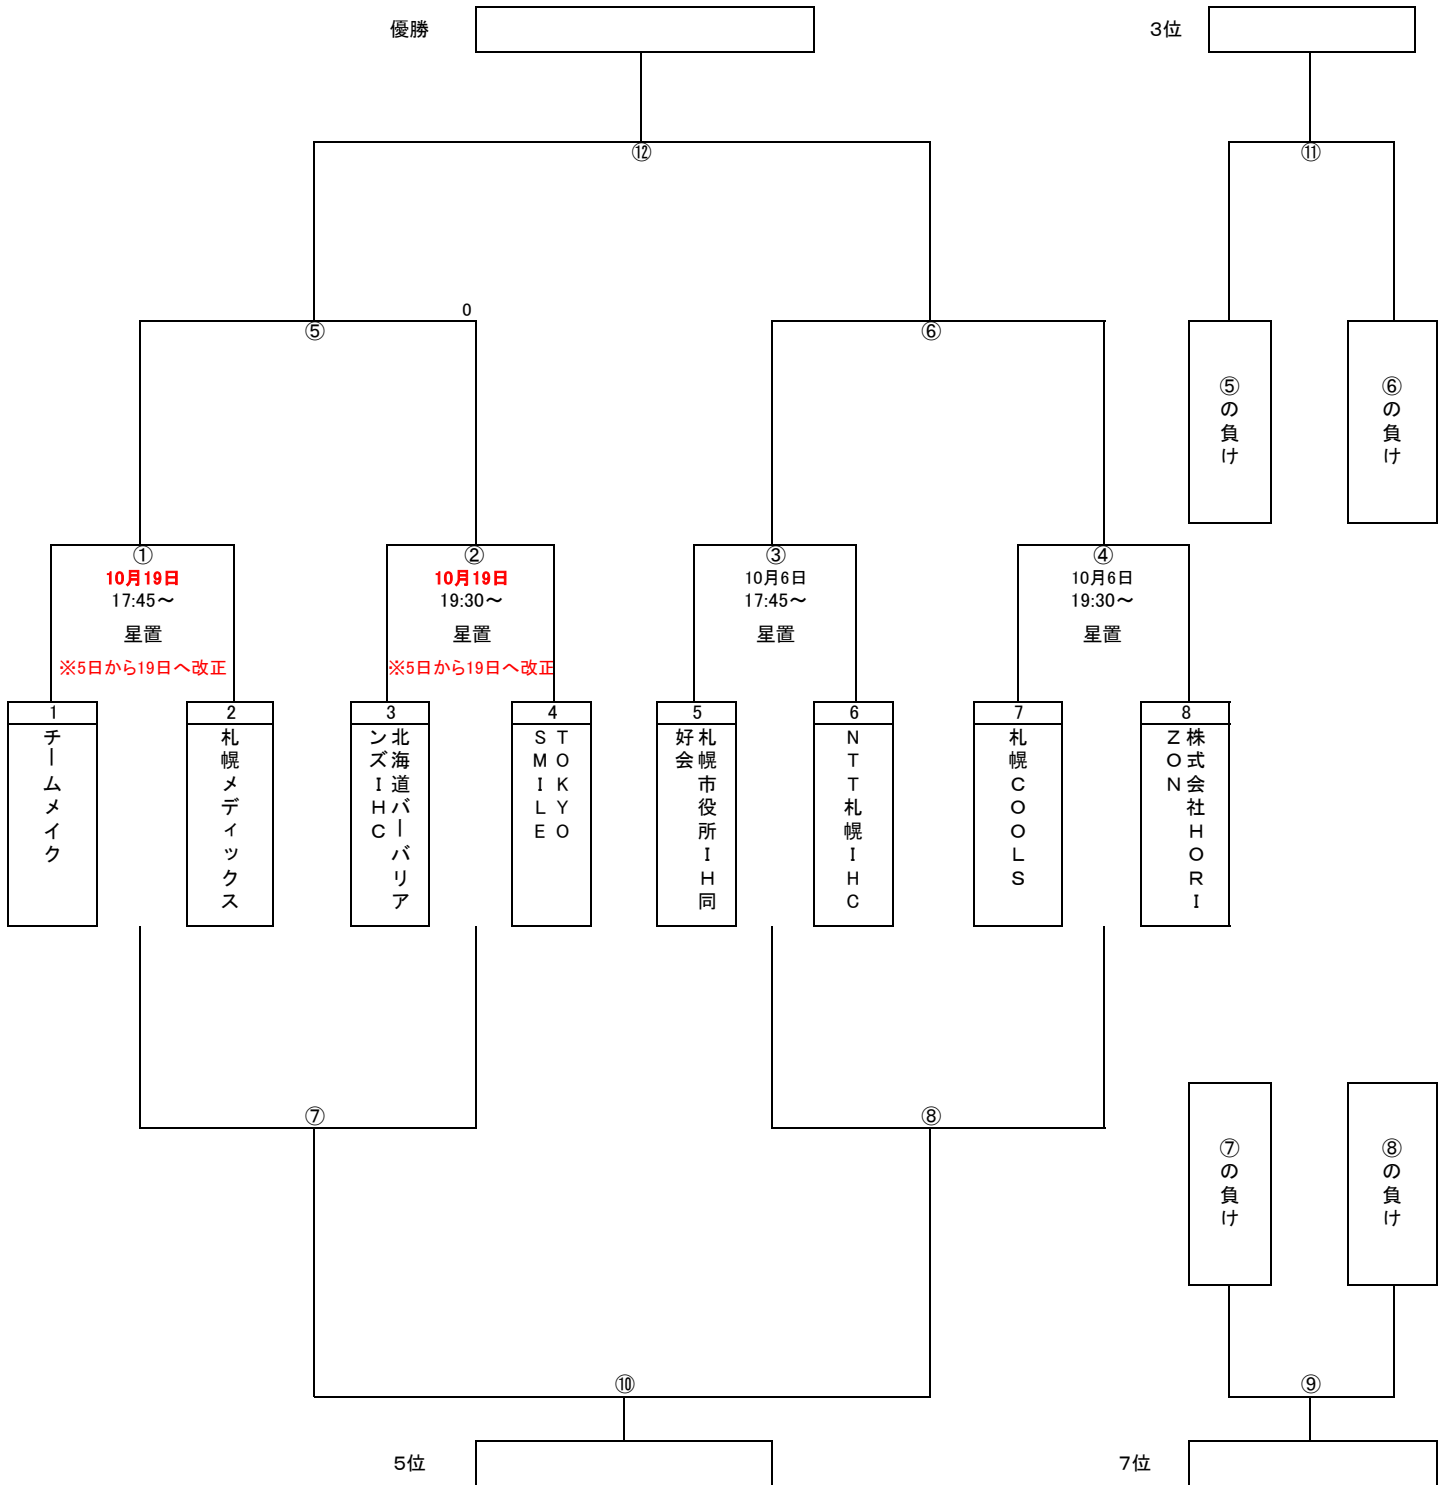 優勝
３位
⑫
⑪
0
⑤
⑥
⑤の負け
⑥の負け
①
10月19日
17:45～
星置
※5日から19日へ改正
②
10月19日
19:30～
星置
※5日から19日へ改正
③
10月6日
17:45～
星置
④
10月6日
19:30～
星置
1
チームメイク
2
札幌メディックス
3
北海道バーバリア
ンズＩＨＣ
4
ＴＯＫＹＯ
ＳＭＩＬＥ
5
札幌市役所ＩＨ同
好会
6
ＮＴＴ札幌ＩＨＣ
7
札幌ＣＯＯＬＳ
8
株式会社ＨＯＲＩ
ＺＯＮ
⑦
⑧
⑦の負け
⑧の負け
⑩
⑨
５位
７位